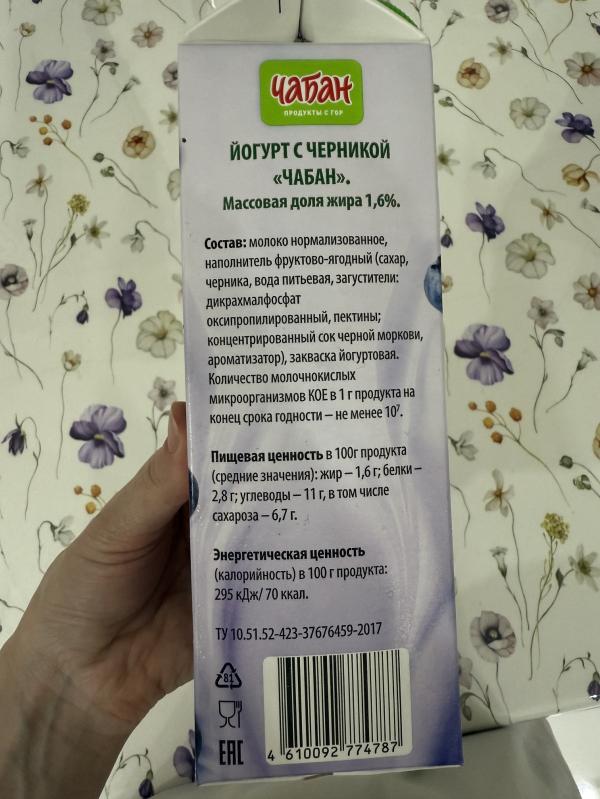 чабан
ПРОДУКТЫ С ГОР
ЙОГУРТ С ЧЕРНИКОЙ
«ЧАБАН».
Массовая доля жира 1,6%.
Состав: молоко нормализованное,
наполнитель фруктово-ягодный (сахар,
черника, вода питьевая, загустители:
дикрахмалфосфат
оксипропилированный, пектины;
концентрированный сок черной моркови,
ароматизатор), закваска йогуртовая.
Количество молочнокислых
микроорганизмов КОЕ в 1 г продукта на
конец срока годности – не менее 10⁷.
Пищевая ценность в 100г продукта
(средние значения): жир – 1,6 г; белки –
2,8 г; углеводы – 11 г, в том числе
сахароза – 6,7 г.
Энергетическая ценность
(калорийность) в 100 г продукта:
295 кДж/ 70 ккал.
ТУ 10.51.52-423-37676459-2017
81
EAC
4 610092 774787